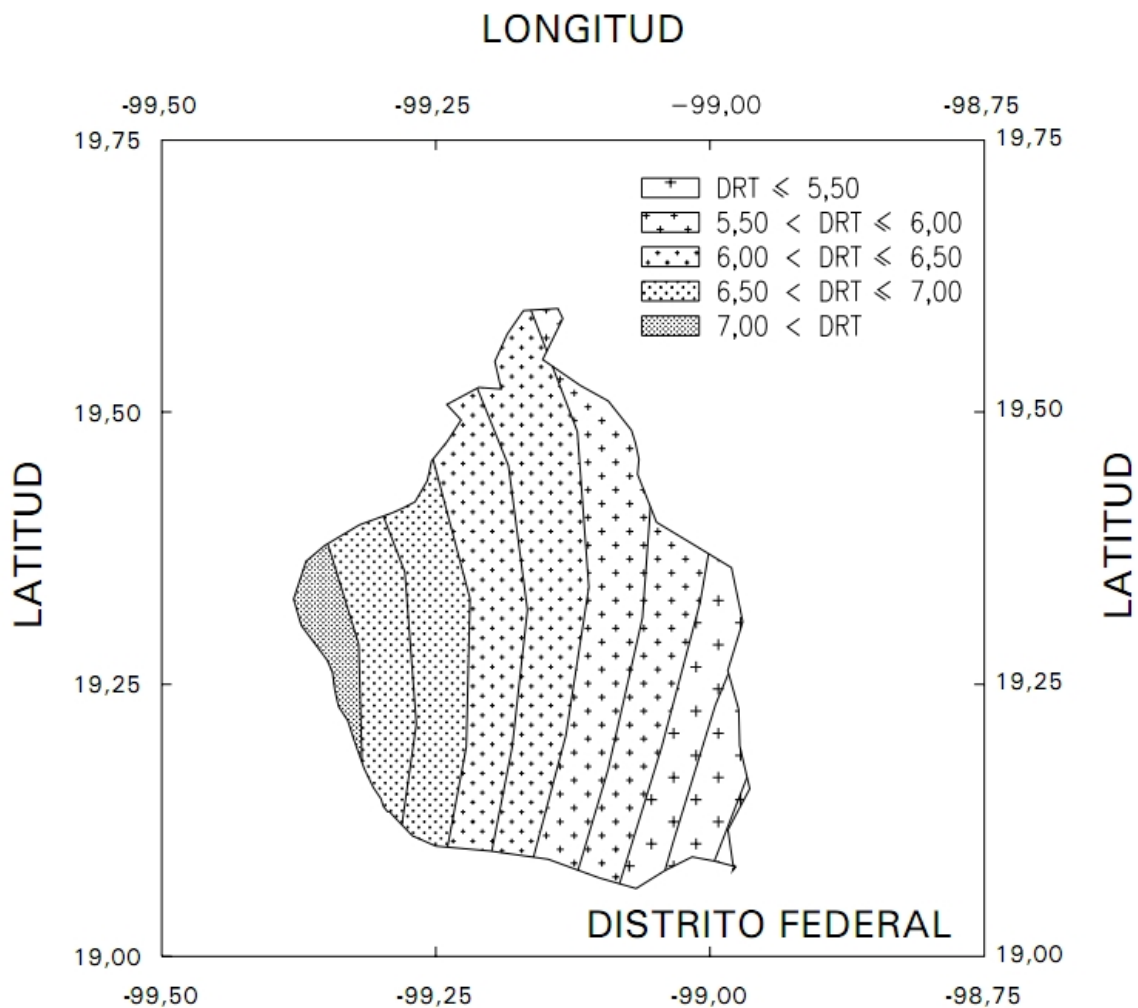 LONGITUD
-99,50 -99,25 −99,00 -98,75
19,75 19,75
DRT ⩽ 5,50
5,50 < DRT ⩽ 6,00
6,00 < DRT ⩽ 6,50
6,50 < DRT ⩽ 7,00
7,00 < DRT
19,50 19,50
LATITUD LATITUD
19,25 19,25
DISTRITO FEDERAL
19,00 19,00
-99,50 -99,25 -99,00 -98,75